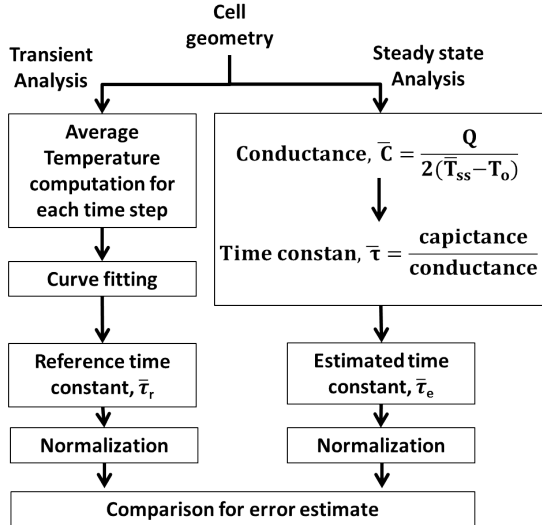 Cell
geometry
Transient
Analysis
Steady state
Analysis
Average
Temperature
computation for
each time step
Conductance, C̅ = Q / 2(T̅ss−To)
Time constan, τ̅ = capictance / conductance
Curve fitting
Reference time
constant, τ̅r
Estimated time
constant, τ̅e
Normalization
Normalization
Comparison for error estimate